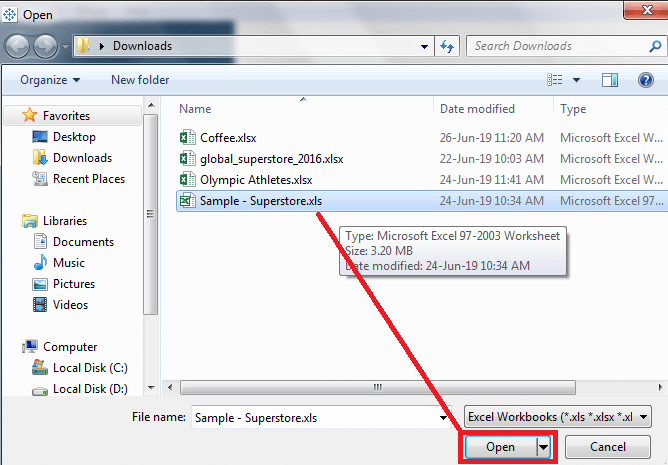 Open
Downloads
Search Downloads
Organize New folder
Name Date modified Type
Coffee.xlsx 26-Jun-19 11:20 AM Microsoft Excel W...
global_superstore_2016.xlsx 22-Jun-19 10:03 AM Microsoft Excel W...
Olympic Athletes.xlsx 24-Jun-19 11:41 AM Microsoft Excel W...
Sample - Superstore.xls 24-Jun-19 10:34 AM Microsoft Excel 97...
Type: Microsoft Excel 97-2003 Worksheet
Size: 3.20 MB
Date modified: 24-Jun-19 10:34 AM
Favorites
Desktop
Downloads
Recent Places
Libraries
Documents
Music
Pictures
Videos
Computer
Local Disk (C:)
Local Disk (D:)
File name: Sample - Superstore.xls Excel Workbooks (*.xls *.xlsx *.xl
Open Cancel